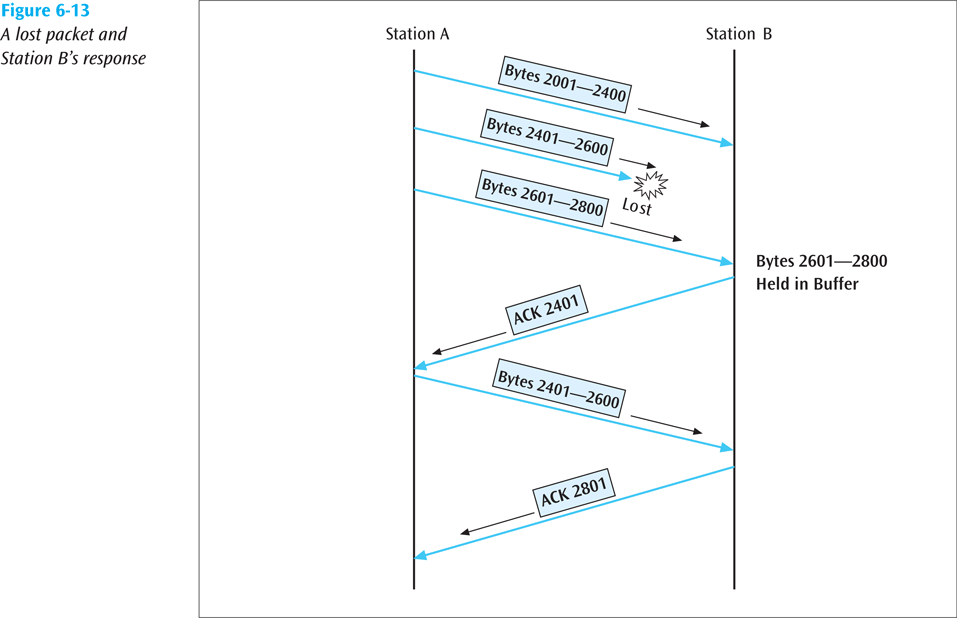 Figure 6-13
A lost packet and
Station B's response
Station A
Station B
Bytes 2001—2400
Bytes 2401—2600
Lost
Bytes 2601—2800
Bytes 2601—2800
Held in Buffer
ACK 2401
Bytes 2401—2600
ACK 2801